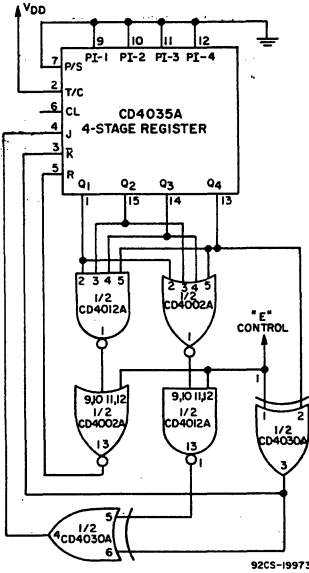 VDD
9 10 11 12
PI-1 PI-2 PI-3 PI-4
7 P/S
2 T/C
6 CL
4 J
3 K
5 R
CD4035A
4-STAGE REGISTER
Q1 Q2 Q3 Q4
1 15 14 13
2 3 4 5
1/2
CD4012A
1
2 3 4 5
1/2
CD4002A
1
"E"
CONTROL
1
9,10 11,12
1/2
CD4002A
13
9,10 11,12
1/2
CD4012A
13
1
1 2
1/2
CD4030A
3
4
1/2
CD4030A
5
6
92CS-19973